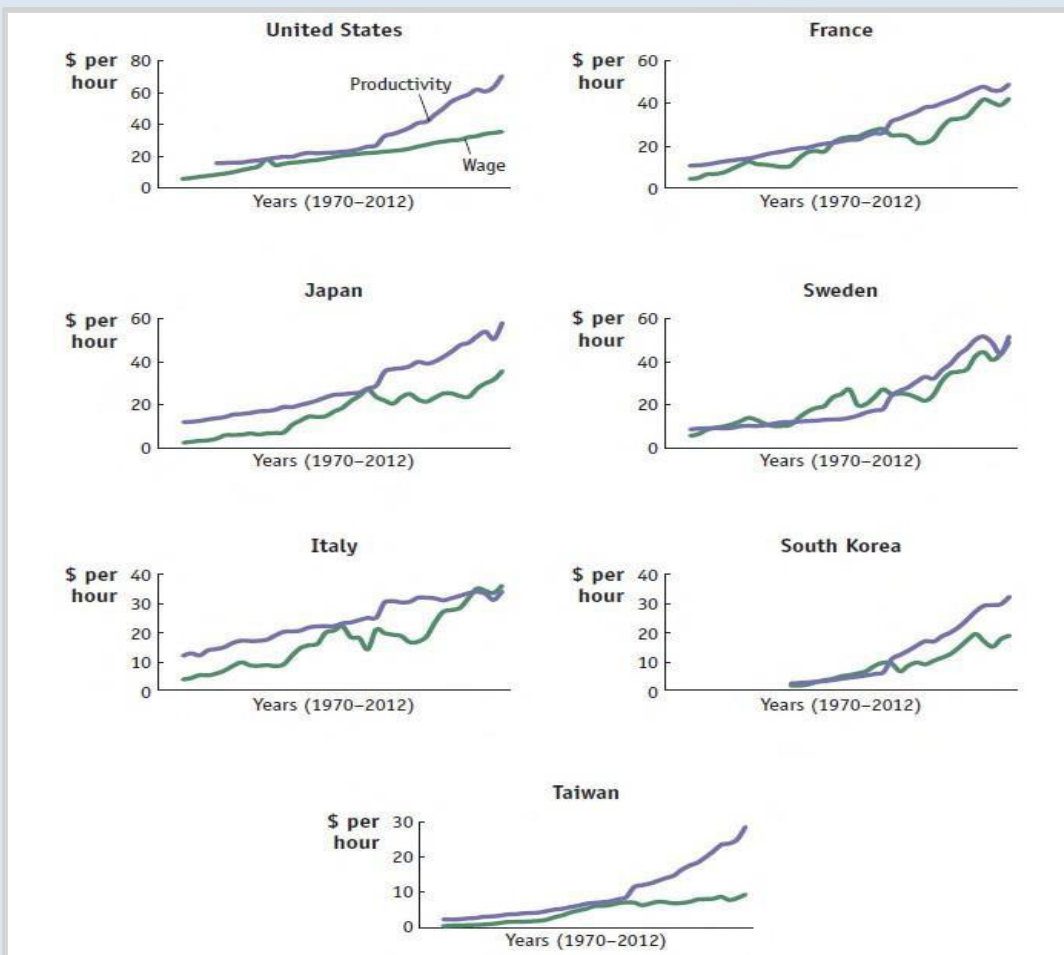 United States
$ per hour
80
60
40
20
0
Productivity
Wage
Years (1970–2012)
France
$ per hour
60
40
20
0
Years (1970–2012)
Japan
$ per hour
60
40
20
0
Years (1970–2012)
Sweden
$ per hour
60
40
20
0
Years (1970–2012)
Italy
$ per hour
40
30
20
10
0
Years (1970–2012)
South Korea
$ per hour
40
30
20
10
0
Years (1970–2012)
Taiwan
$ per hour
30
20
10
0
Years (1970–2012)